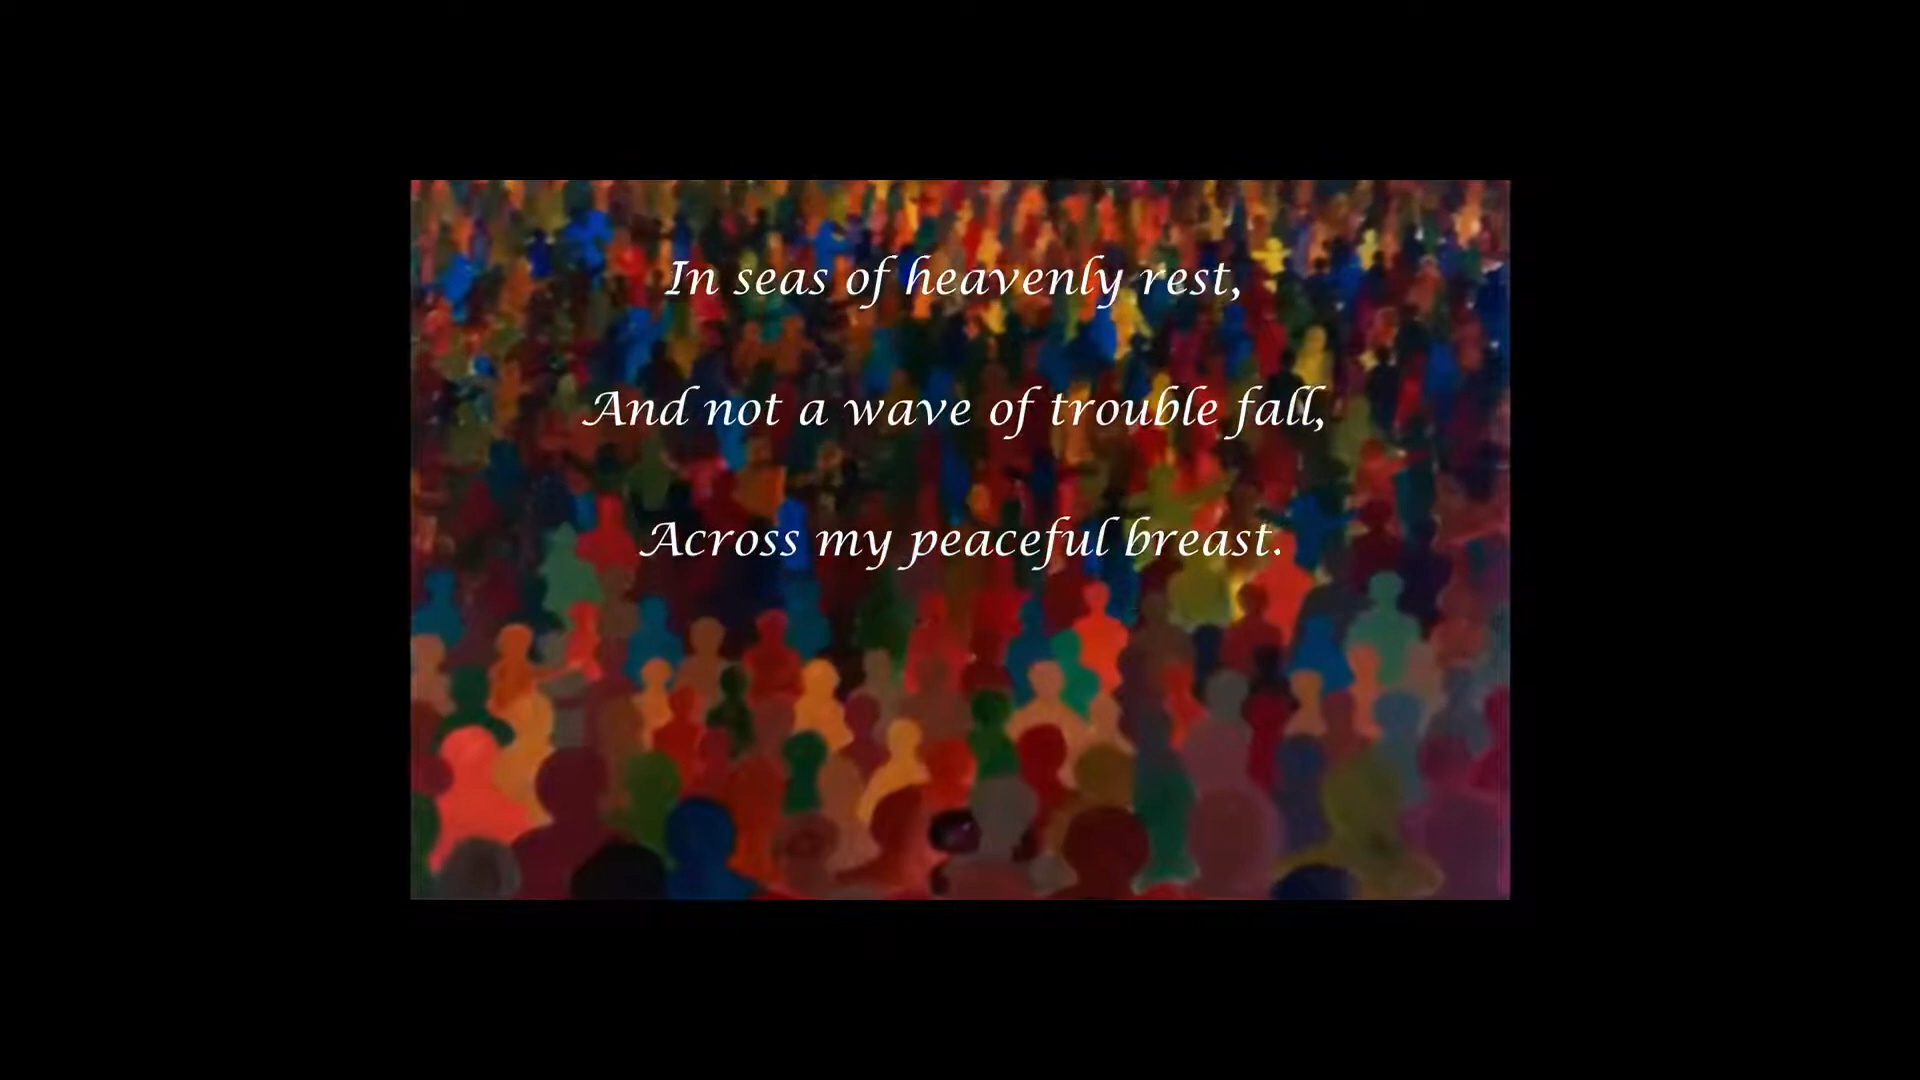 In seas of heavenly rest,
And not a wave of trouble fall,
Across my peaceful breast.